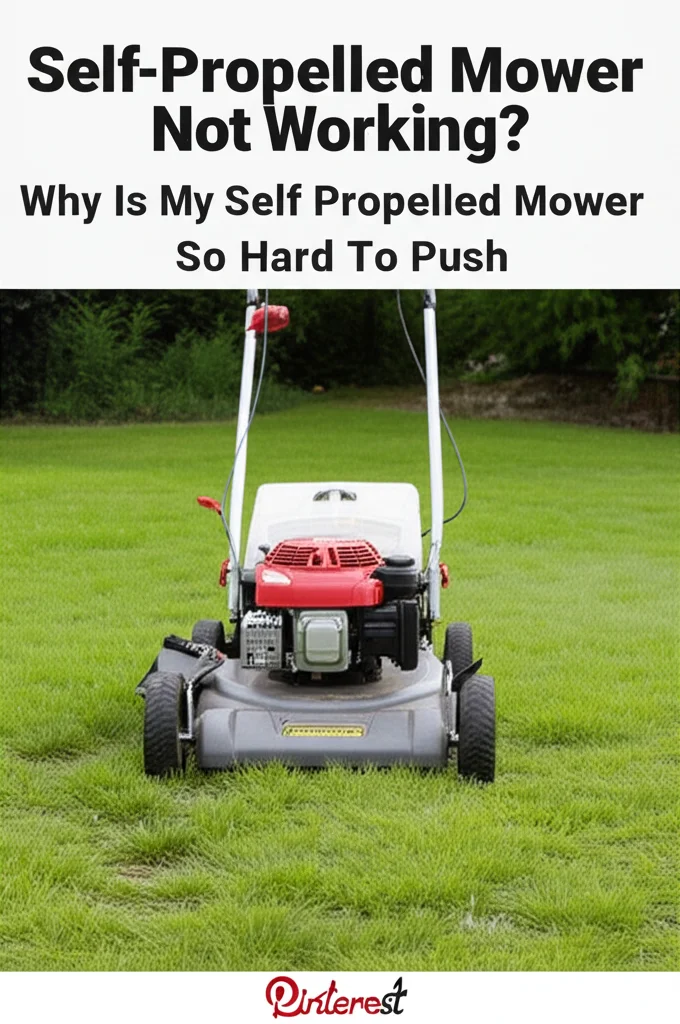 Self-Propelled Mower
Not Working?
Why Is My Self Propelled Mower
So Hard To Push
Pinterest